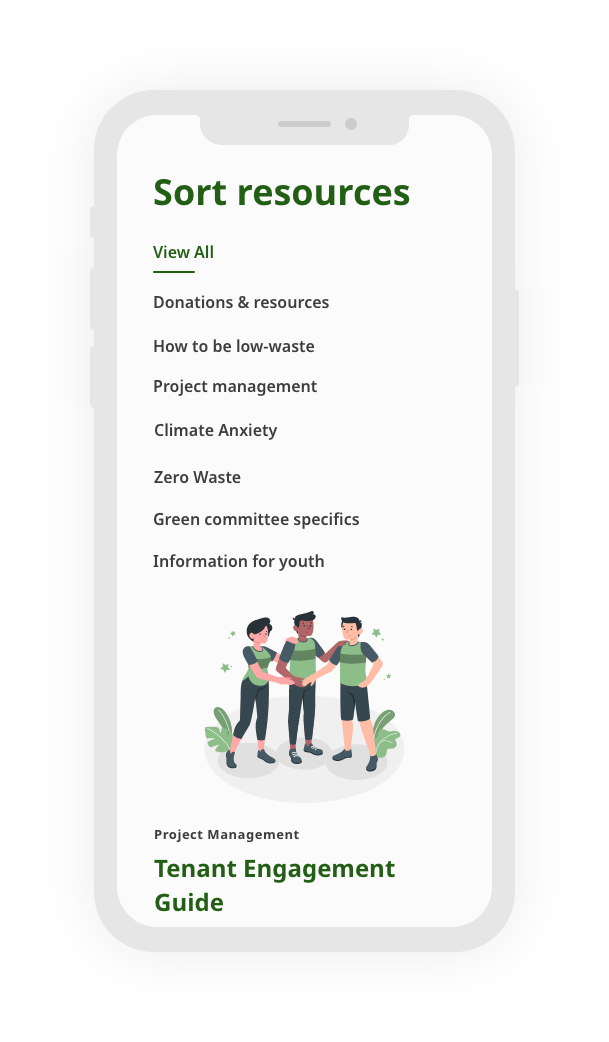 Sort resources
View All
Donations & resources
How to be low-waste
Project management
Climate Anxiety
Zero Waste
Green committee specifics
Information for youth
Project Management
Tenant Engagement
Guide